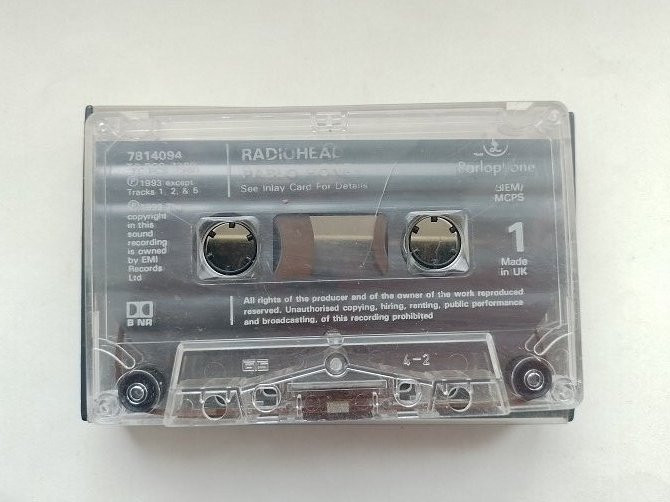 7814094
RADIOHEAD
See Inlay Card For Details
℗ 1993 except
Tracks 1, 2, & 5
copyright
in this
sound
recording
is owned
by EMI
Records
Ltd
B NR
Parlophone
BIEM/
MCPS
1
Made
in UK
All rights of the producer and of the owner of the work reproduced
reserved. Unauthorised copying, hiring, renting, public performance
and broadcasting, of this recording prohibited
4-2